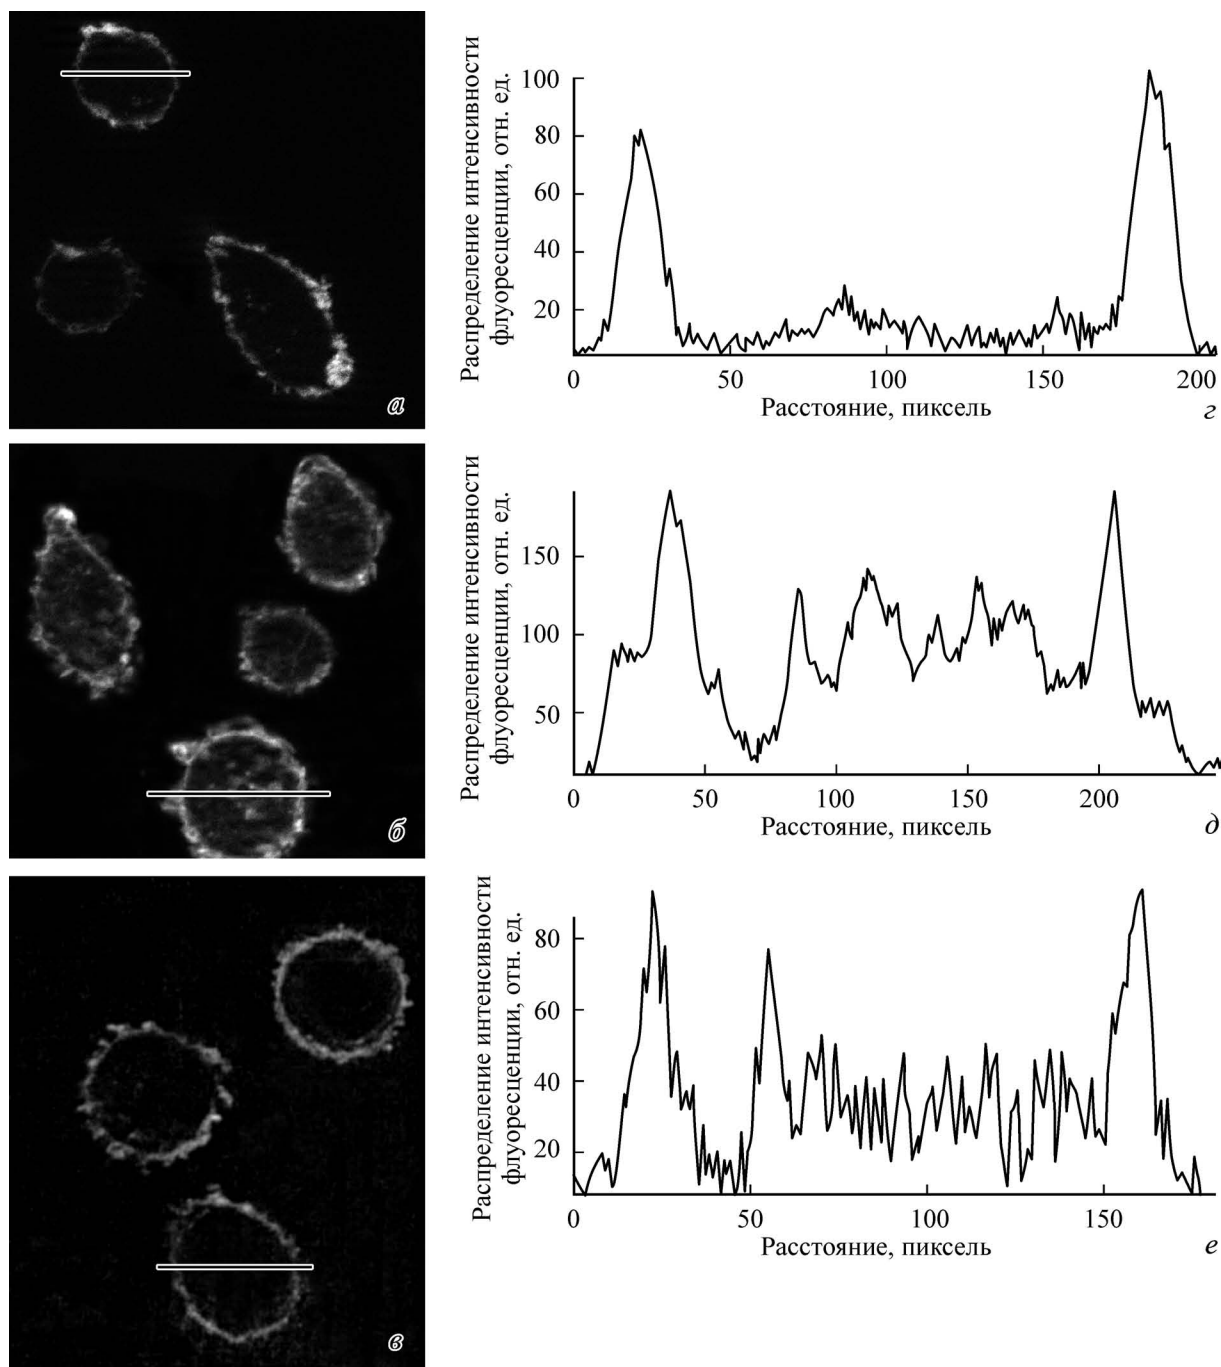 Распределение интенсивности
флуоресценции, отн. ед.
100
80
60
40
20
0 50 100 150 200
Расстояние, пиксель
а
г
Распределение интенсивности
флуоресценции, отн. ед.
150
100
50
0 50 100 150 200
Расстояние, пиксель
б
д
Распределение интенсивности
флуоресценции, отн. ед.
80
60
40
20
0 50 100 150
Расстояние, пиксель
в
е